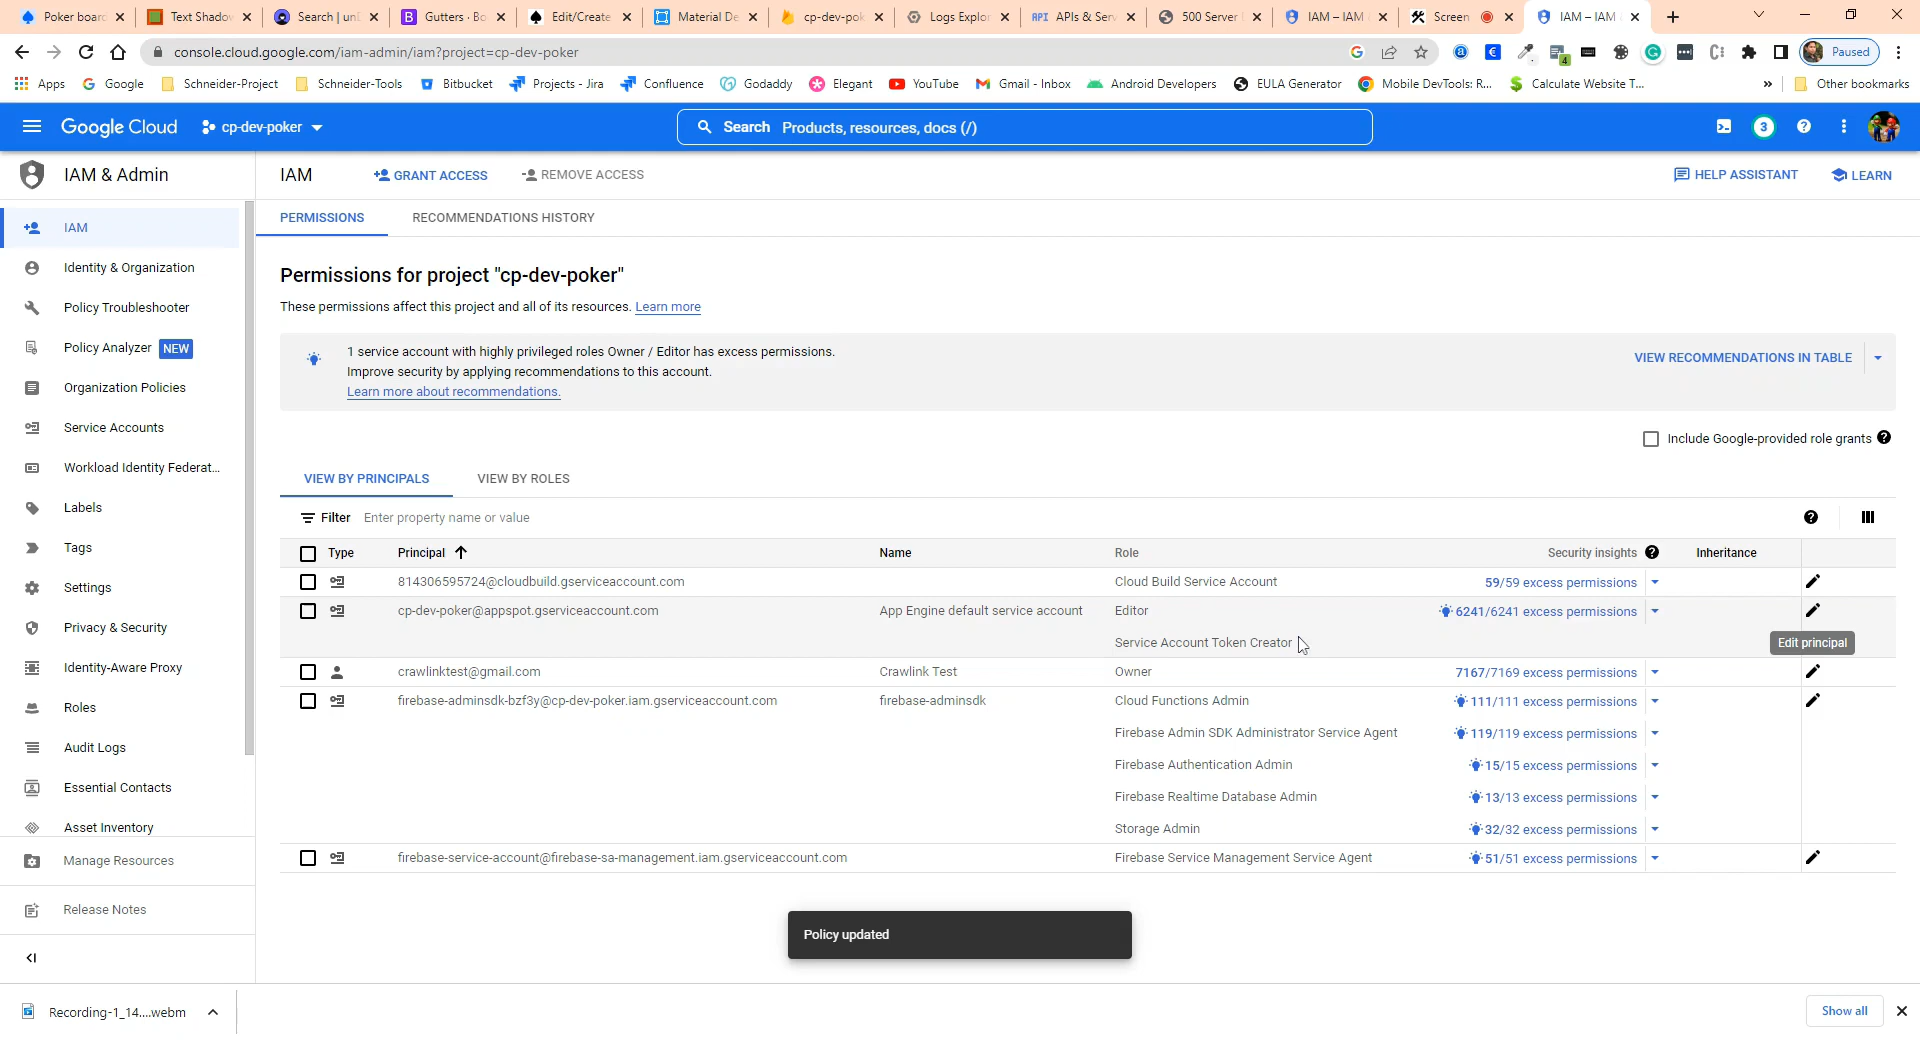 Poker boar
Text Shado
Search | un
Gutters · Bo
Edit/Create
Material De
cp-dev-pok
Logs Explor
API APIs & Serv
500 Server
IAM – IAM
Screen
IAM – IAM
console.cloud.google.com/iam-admin/iam?project=cp-dev-poker
4
Paused
Apps
Google
Schneider-Project
Schneider-Tools
Bitbucket
Projects - Jira
Confluence
Godaddy
Elegant
YouTube
Gmail - Inbox
Android Developers
EULA Generator
Mobile DevTools: R...
Calculate Website T...
»
Other bookmarks
Google Cloud
cp-dev-poker
Search Products, resources, docs (/)
3
IAM & Admin
IAM
GRANT ACCESS
REMOVE ACCESS
HELP ASSISTANT
LEARN
IAM
Identity & Organization
Policy Troubleshooter
Policy Analyzer NEW
Organization Policies
Service Accounts
Workload Identity Federat...
Labels
Tags
Settings
Privacy & Security
Identity-Aware Proxy
Roles
Audit Logs
Essential Contacts
Asset Inventory
Manage Resources
Release Notes
PERMISSIONS
RECOMMENDATIONS HISTORY
Permissions for project "cp-dev-poker"
These permissions affect this project and all of its resources. Learn more
1 service account with highly privileged roles Owner / Editor has excess permissions.
Improve security by applying recommendations to this account.
Learn more about recommendations.
VIEW RECOMMENDATIONS IN TABLE
Include Google-provided role grants
VIEW BY PRINCIPALS
VIEW BY ROLES
Filter Enter property name or value
Type Principal Name Role Security insights Inheritance
814306595724@cloudbuild.gserviceaccount.com Cloud Build Service Account 59/59 excess permissions
cp-dev-poker@appspot.gserviceaccount.com App Engine default service account Editor 6241/6241 excess permissions
Service Account Token Creator
Edit principal
crawlinktest@gmail.com Crawlink Test Owner 7167/7169 excess permissions
firebase-adminsdk-bzf3y@cp-dev-poker.iam.gserviceaccount.com firebase-adminsdk Cloud Functions Admin 111/111 excess permissions
Firebase Admin SDK Administrator Service Agent 119/119 excess permissions
Firebase Authentication Admin 15/15 excess permissions
Firebase Realtime Database Admin 13/13 excess permissions
Storage Admin 32/32 excess permissions
firebase-service-account@firebase-sa-management.iam.gserviceaccount.com Firebase Service Management Service Agent 51/51 excess permissions
Policy updated
Recording-1_14....webm
Show all